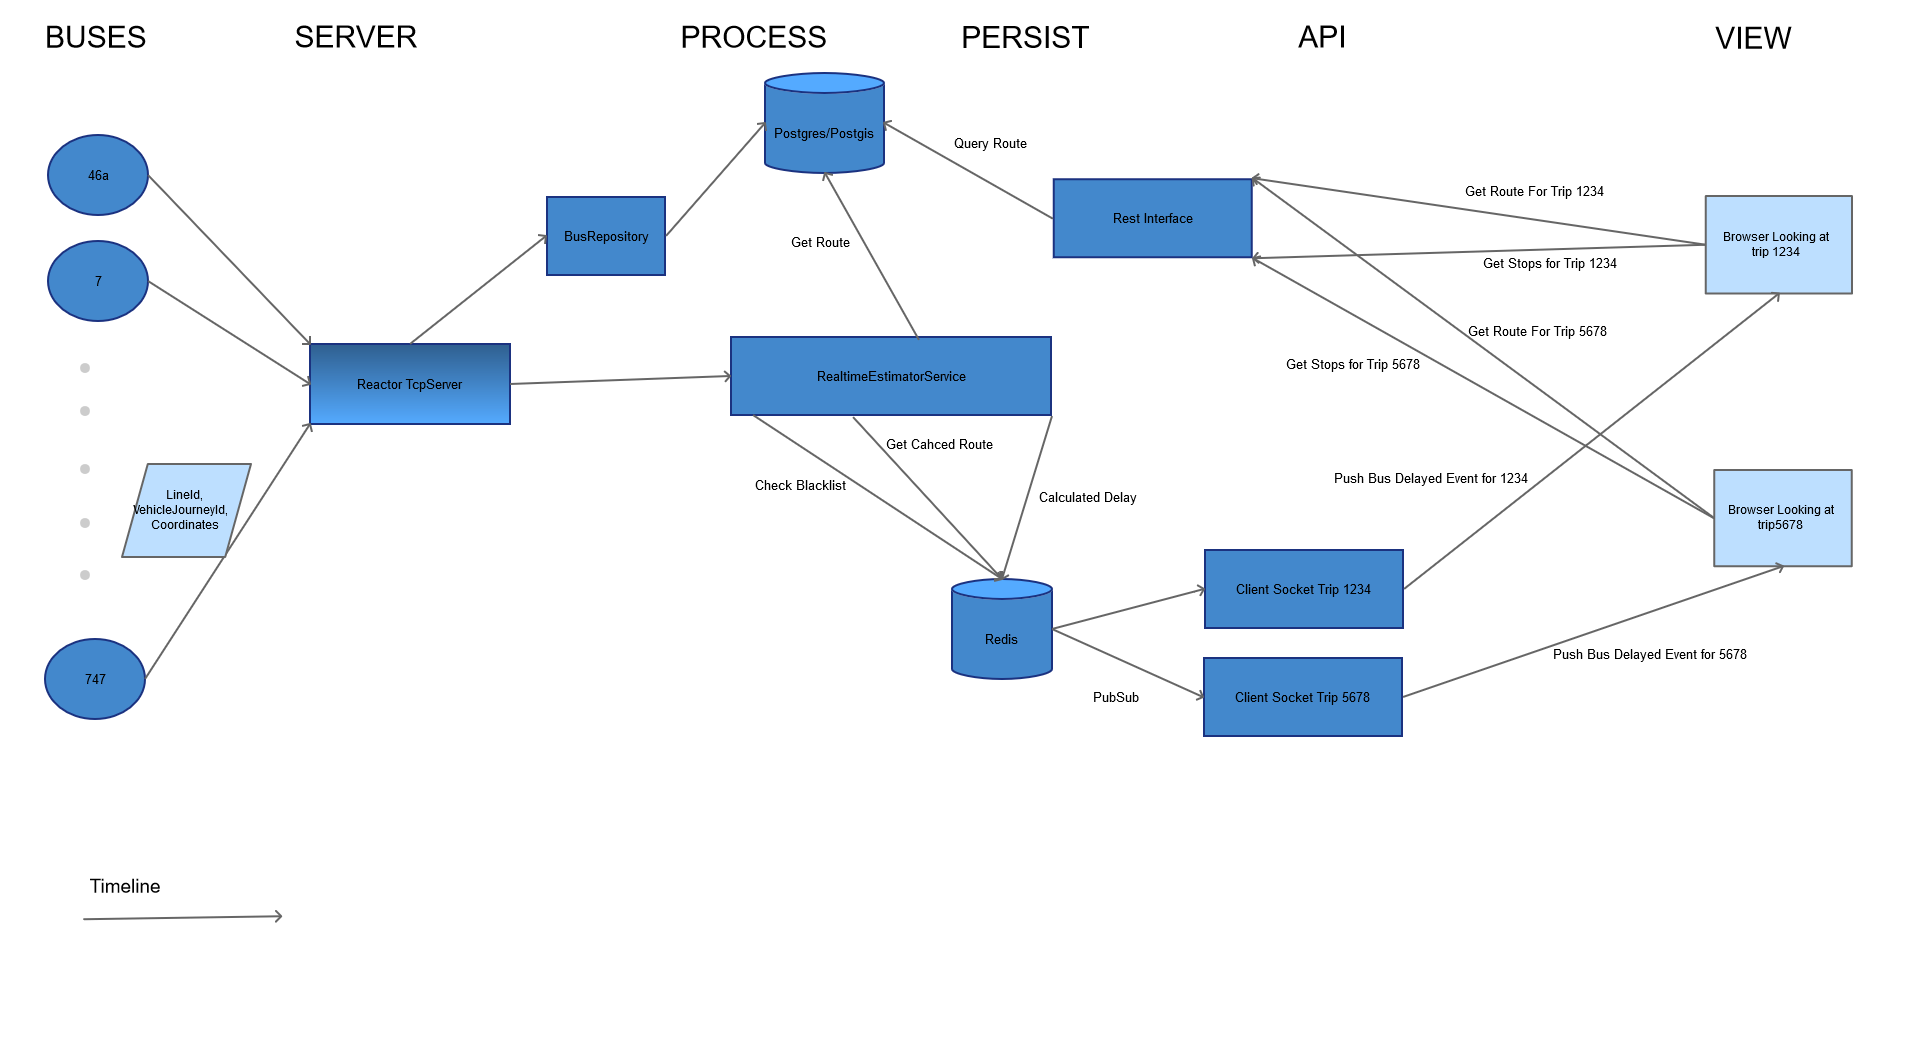 BUSES
SERVER
PROCESS
PERSIST
API
VIEW
46a
7
747
LineId,
VehicleJourneyId,
Coordinates
Reactor TcpServer
BusRepository
Postgres/Postgis
Get Route
Query Route
RealtimeEstimatorService
Get Cahced Route
Check Blacklist
Calculated Delay
Redis
PubSub
Rest Interface
Get Route For Trip 1234
Get Stops for Trip 1234
Get Route For Trip 5678
Get Stops for Trip 5678
Push Bus Delayed Event for 1234
Client Socket Trip 1234
Client Socket Trip 5678
Push Bus Delayed Event for 5678
Browser Looking at
trip 1234
Browser Looking at
trip5678
Timeline